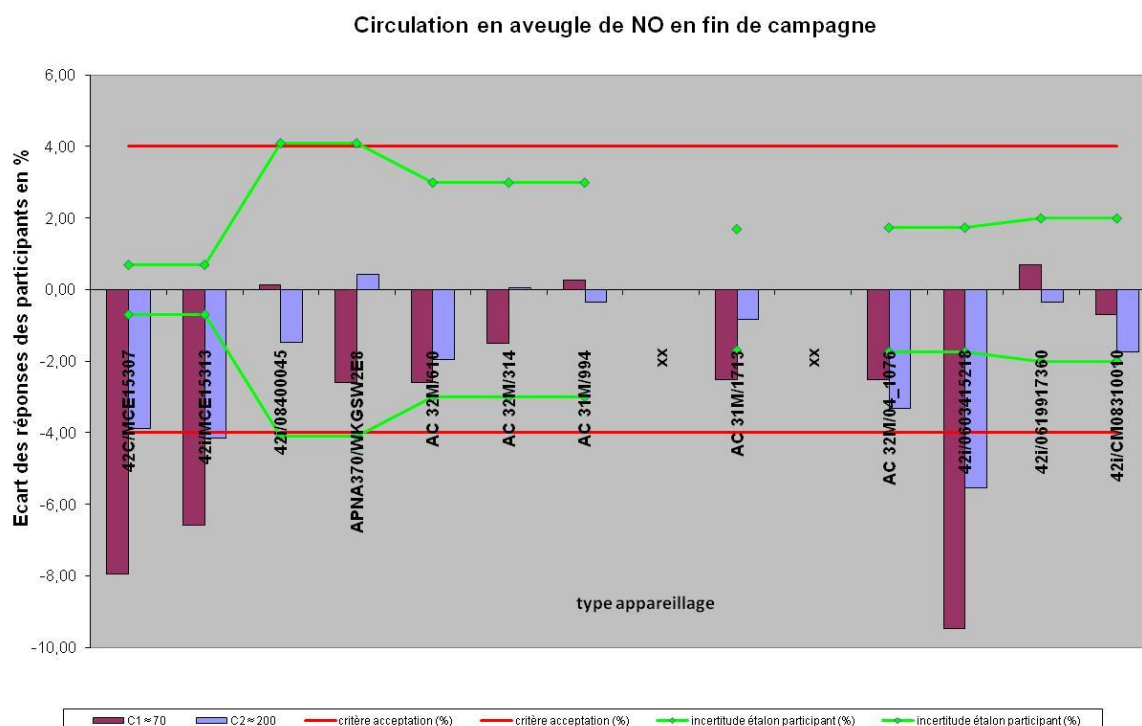 Circulation en aveugle de NO en fin de campagne
Ecart des réponses des participants en %
6,00
4,00
2,00
0,00
-2,00
-4,00
-6,00
-8,00
-10,00
42C/MCE15307
42i/MCE15313
42i/08400045
APNA370/WKGSW2E8
AC 32M/610
AC 32M/314
AC 31M/994
xx
AC 31M/1713
xx
AC 32M/04_1076
42i/0603415218
42i/0619917360
42i/CM08310010
type appareillage
C1≈70 C2≈200 critère acceptation (%) critère acceptation (%) incertitude étalon participant (%) incertitude étalon participant (%)